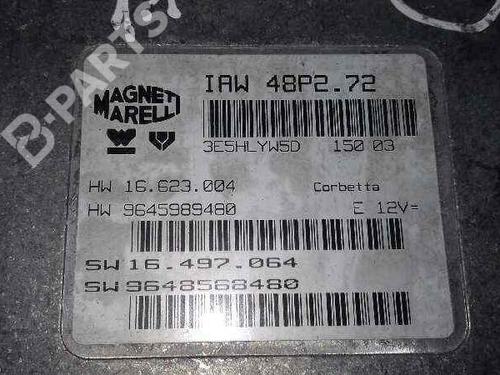 B-PARTS
IAW 48P2.72
MAGNETI
MARELLI
3E5HLYW5D 150 03
HW 16.623.004 Corbetta
HW 9645989480 E 12V=
SW 16.497.064
SW 9648568480